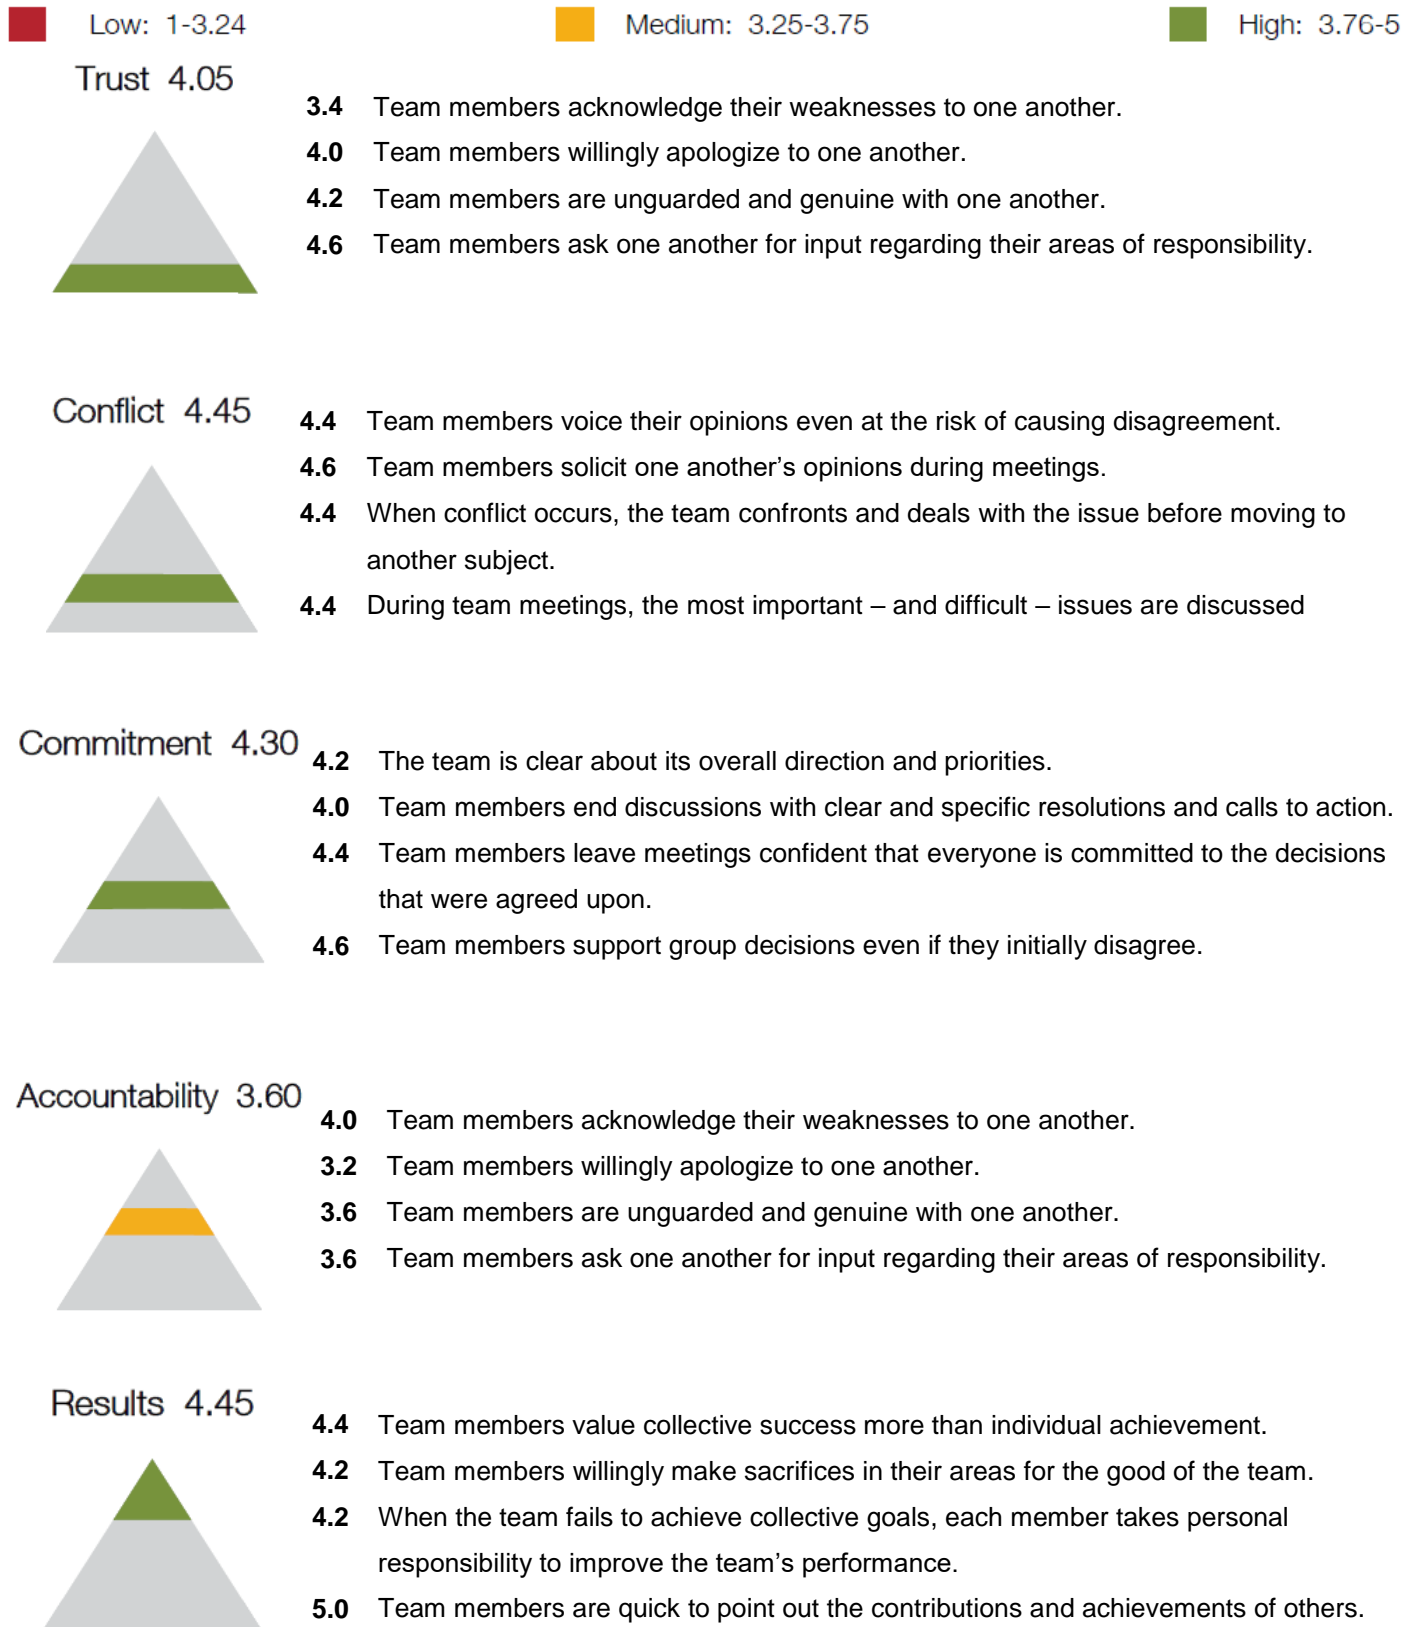 Low: 1-3.24 Medium: 3.25-3.75 High: 3.76-5
Trust 4.05
3.4 Team members acknowledge their weaknesses to one another.
4.0 Team members willingly apologize to one another.
4.2 Team members are unguarded and genuine with one another.
4.6 Team members ask one another for input regarding their areas of responsibility.
Conflict 4.45
4.4 Team members voice their opinions even at the risk of causing disagreement.
4.6 Team members solicit one another’s opinions during meetings.
4.4 When conflict occurs, the team confronts and deals with the issue before moving to
another subject.
4.4 During team meetings, the most important – and difficult – issues are discussed
Commitment 4.30
4.2 The team is clear about its overall direction and priorities.
4.0 Team members end discussions with clear and specific resolutions and calls to action.
4.4 Team members leave meetings confident that everyone is committed to the decisions
that were agreed upon.
4.6 Team members support group decisions even if they initially disagree.
Accountability 3.60
4.0 Team members acknowledge their weaknesses to one another.
3.2 Team members willingly apologize to one another.
3.6 Team members are unguarded and genuine with one another.
3.6 Team members ask one another for input regarding their areas of responsibility.
Results 4.45
4.4 Team members value collective success more than individual achievement.
4.2 Team members willingly make sacrifices in their areas for the good of the team.
4.2 When the team fails to achieve collective goals, each member takes personal
responsibility to improve the team’s performance.
5.0 Team members are quick to point out the contributions and achievements of others.